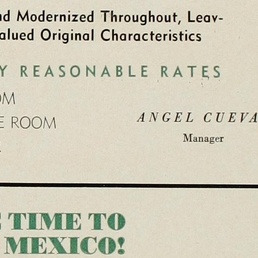 nd Modernized Throughout, Leav-
alued Original Characteristics
Y REASONABLE RATES
OM
E ROOM
ANGEL CUEVA
Manager
TIME TO
MEXICO!